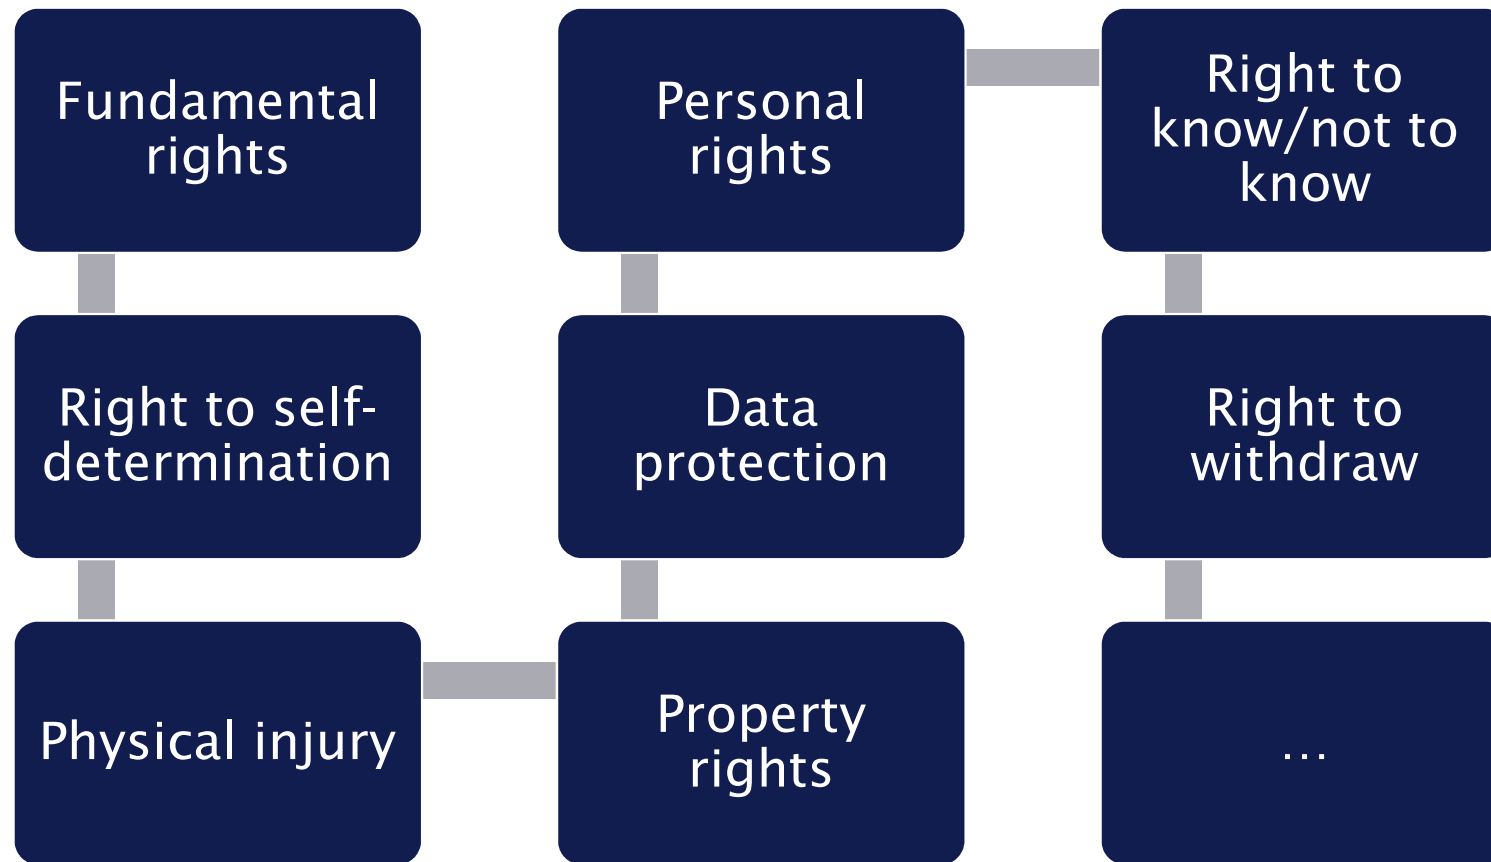 Fundamental
rights
Right to self-
determination
Physical injury
Property
rights
Data
protection
Personal
rights
Right to
know/not to
know
Right to
withdraw
…